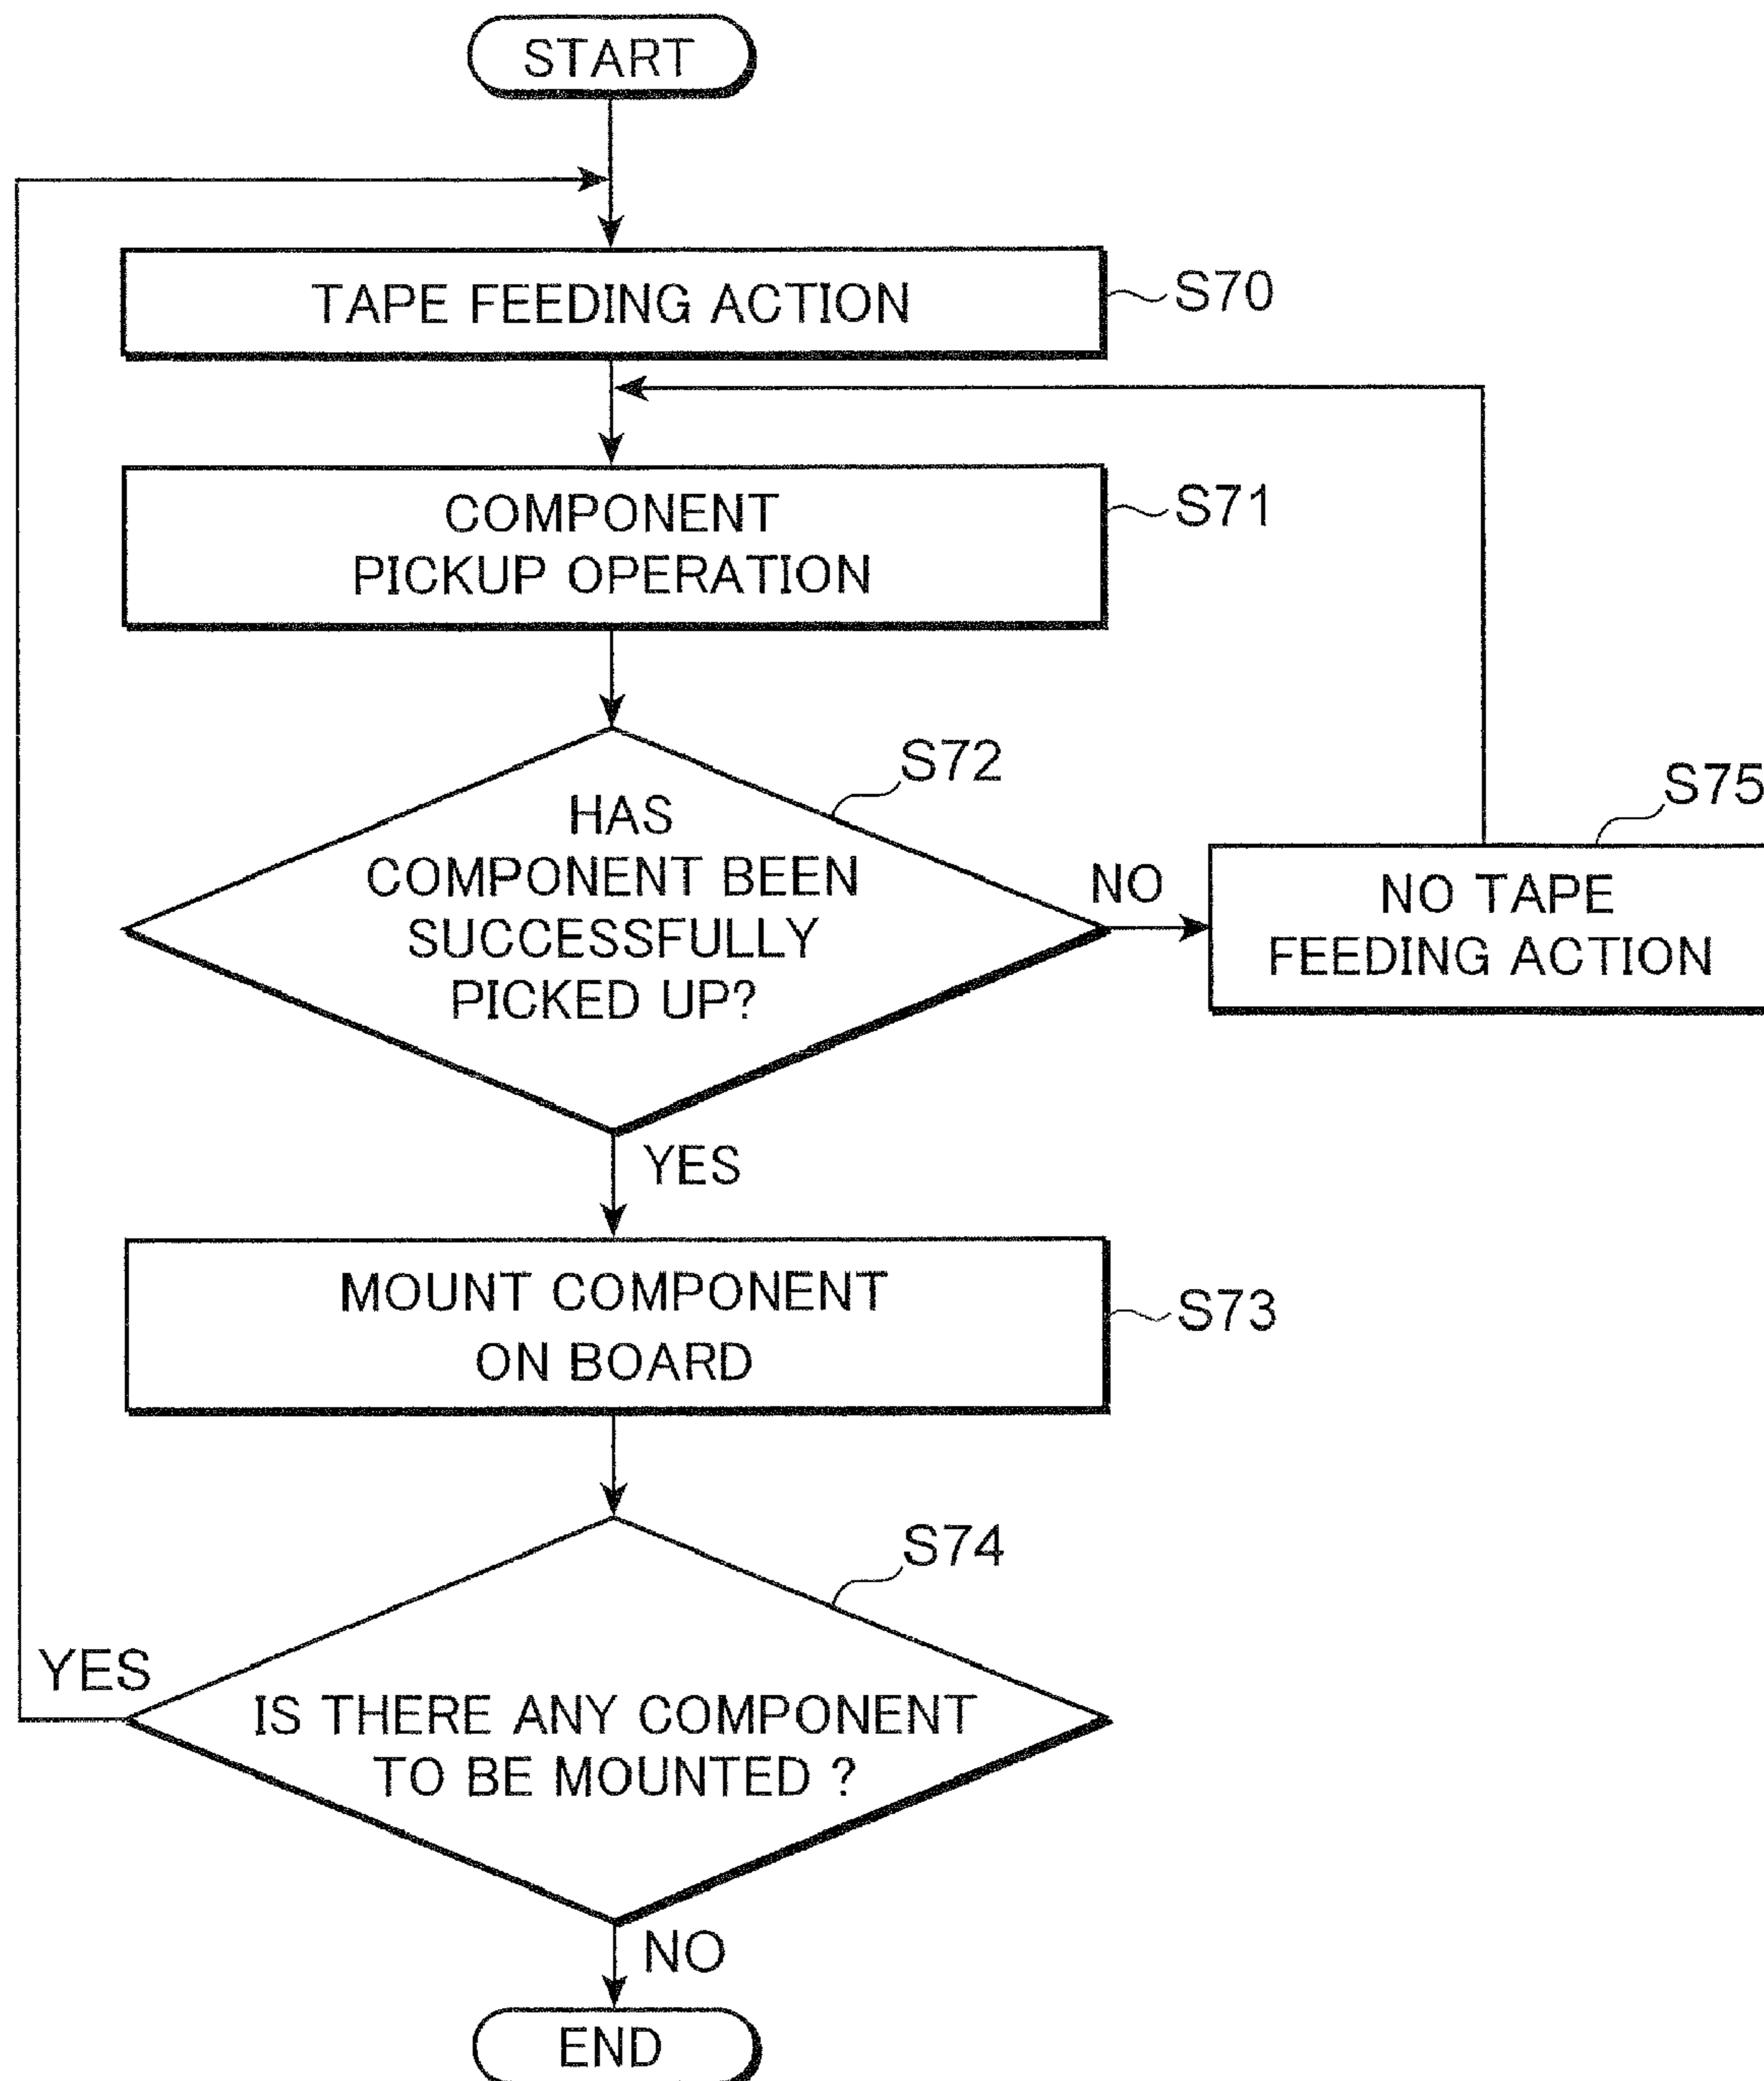 START
TAPE FEEDING ACTION
S70
COMPONENT
PICKUP OPERATION
S71
S72
HAS
COMPONENT BEEN
SUCCESSFULLY
PICKED UP?
NO
S75
NO TAPE
FEEDING ACTION
YES
MOUNT COMPONENT
ON BOARD
S73
S74
YES
IS THERE ANY COMPONENT
TO BE MOUNTED ?
NO
END